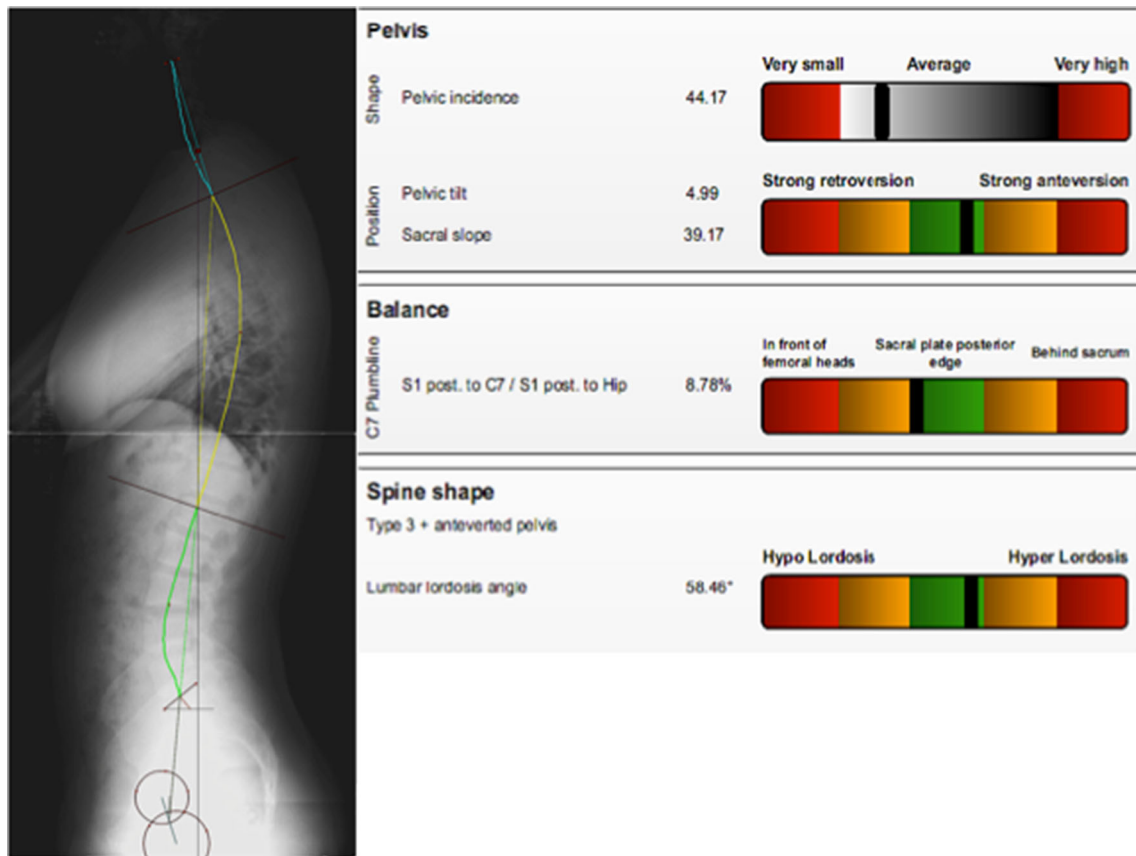 Pelvis
Very small Average Very high
Shape
Pelvic incidence 44.17
Strong retroversion Strong anteversion
Position
Pelvic tilt 4.99
Sacral slope 39.17
Balance
In front of femoral heads Sacral plate posterior edge Behind sacrum
C7 Plumbline
S1 post. to C7 / S1 post. to Hip 8.78%
Spine shape
Type 3 + anteverted pelvis
Hypo Lordosis Hyper Lordosis
Lumbar lordosis angle 58.46°